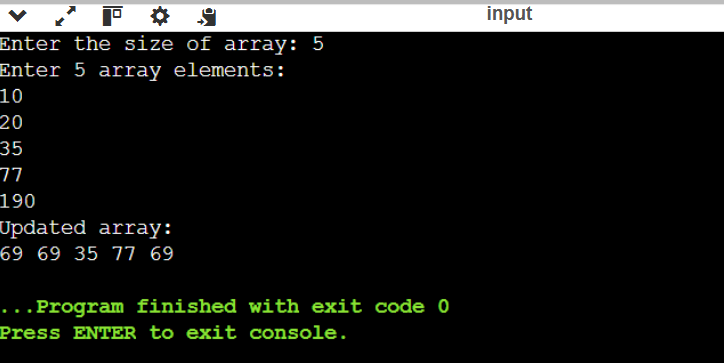 input
Enter the size of array: 5
Enter 5 array elements:
10
20
35
77
190
Updated array:
69 69 35 77 69
...Program finished with exit code 0
Press ENTER to exit console.